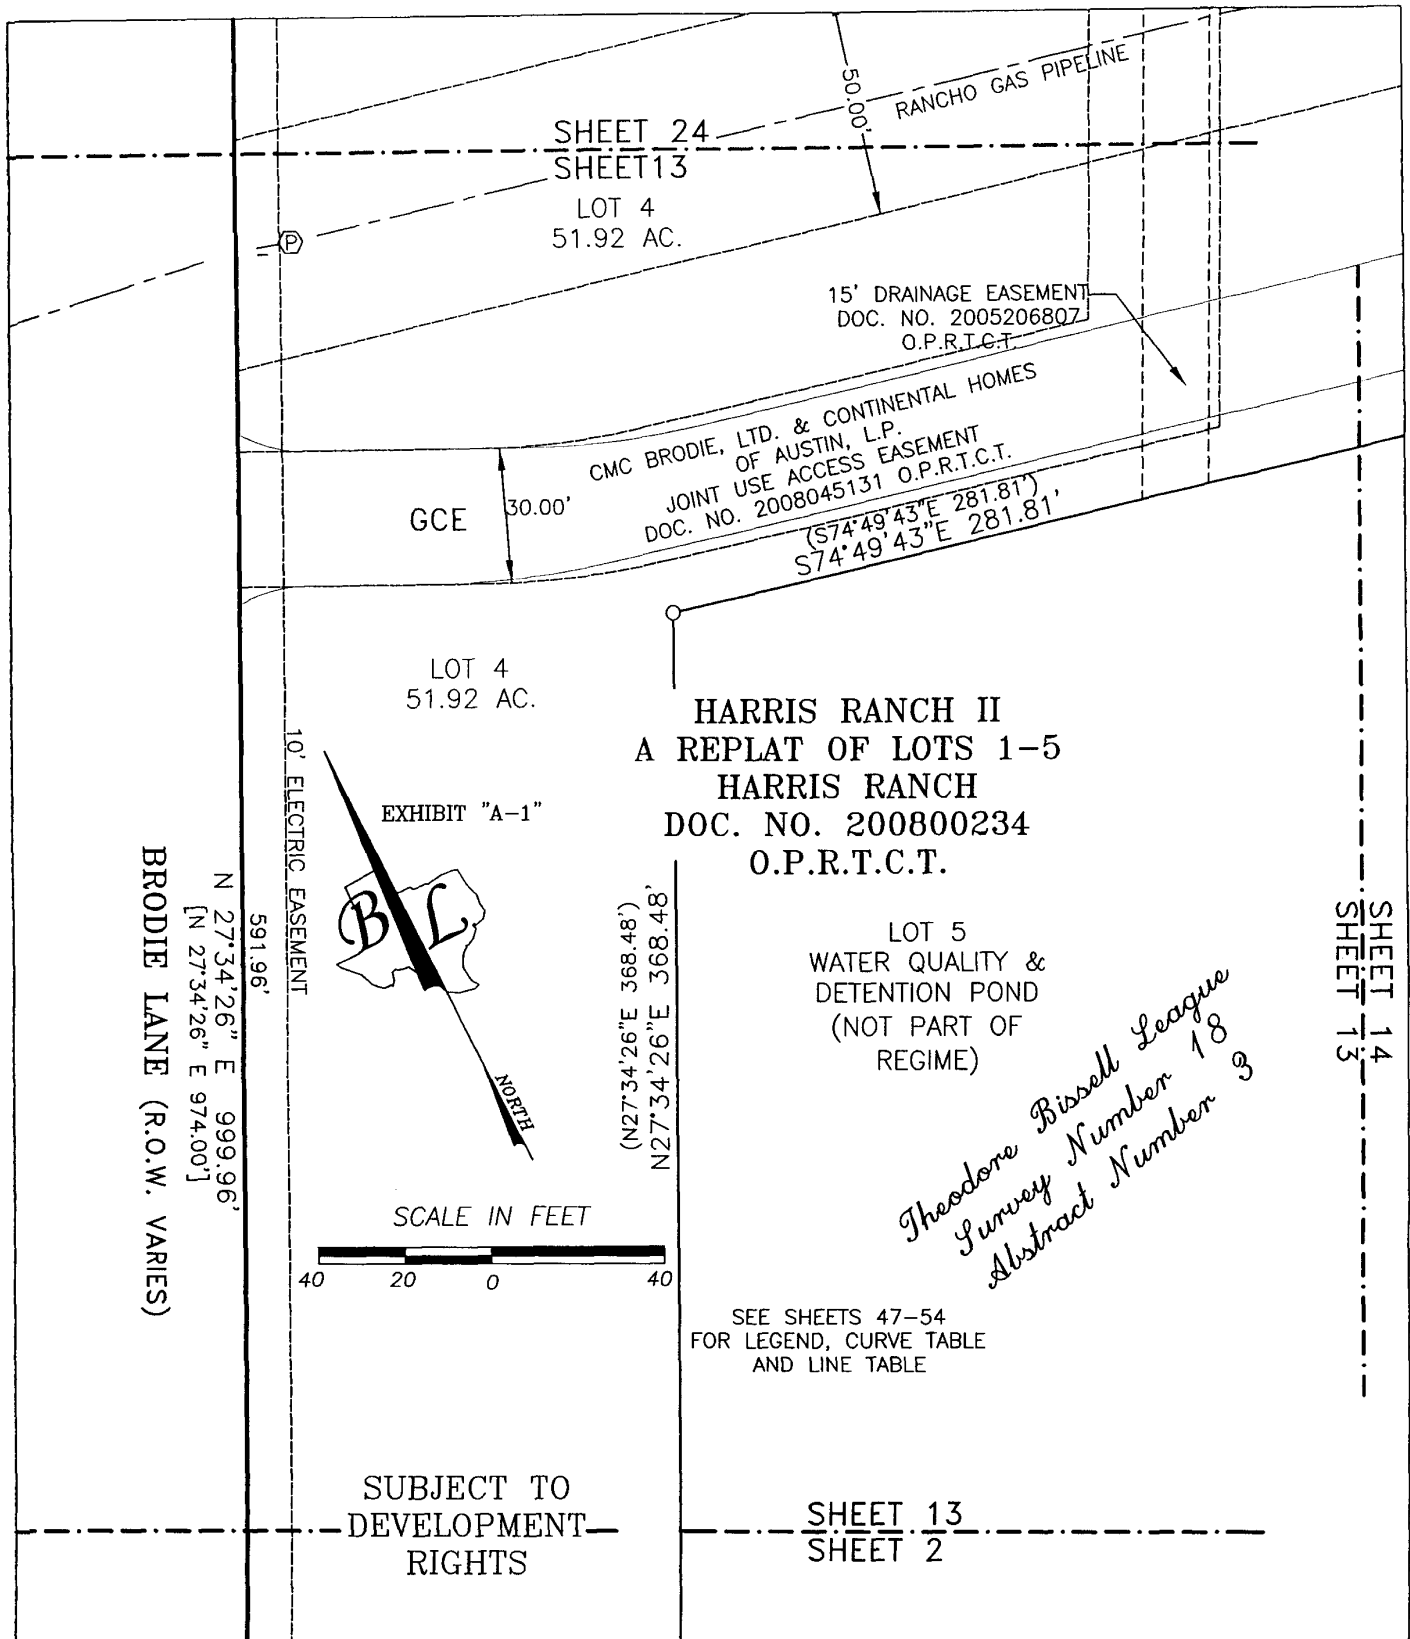 50.00'
RANCHO GAS PIPELINE
SHEET 24
SHEET13
LOT 4
51.92 AC.
P
15' DRAINAGE EASEMENT
DOC. NO. 2005206807
O.P.R.T.C.T.
CMC BRODIE, LTD. & CONTINENTAL HOMES
OF AUSTIN, L.P.
JOINT USE ACCESS EASEMENT
DOC. NO. 2008045131 O.P.R.T.C.T.
GCE
30.00'
(S74°49'43"E 281.81')
S74°49'43"E 281.81'
LOT 4
51.92 AC.
HARRIS RANCH II
A REPLAT OF LOTS 1-5
HARRIS RANCH
DOC. NO. 200800234
O.P.R.T.C.T.
10' ELECTRIC EASEMENT
EXHIBIT "A-1"
B L
NORTH
BRODIE LANE (R.O.W. VARIES)
[N 27°34'26" E 974.00']
N 27°34'26" E 999.96'
591.96'
(N27°34'26"E 368.48')
N27°34'26"E 368.48'
LOT 5
WATER QUALITY &
DETENTION POND
(NOT PART OF
REGIME)
SHEET 14
SHEET 13
Theodore Bissell League
Survey Number 18
Abstract Number 3
SCALE IN FEET
40 20 0 40
SEE SHEETS 47-54
FOR LEGEND, CURVE TABLE
AND LINE TABLE
SUBJECT TO
DEVELOPMENT
RIGHTS
SHEET 13
SHEET 2